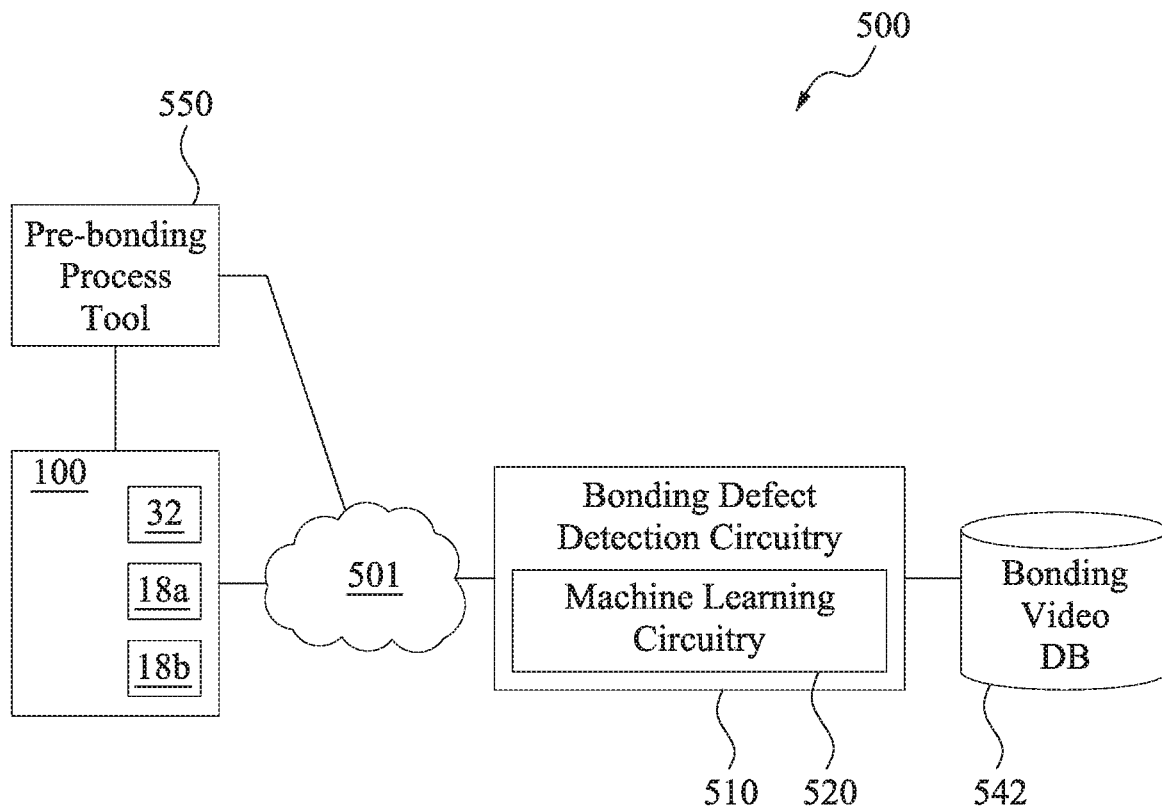 500
550
Pre-bonding
Process
Tool
100
32
18a
18b
501
Bonding Defect
Detection Circuitry
Machine Learning
Circuitry
Bonding
Video
DB
510
520
542